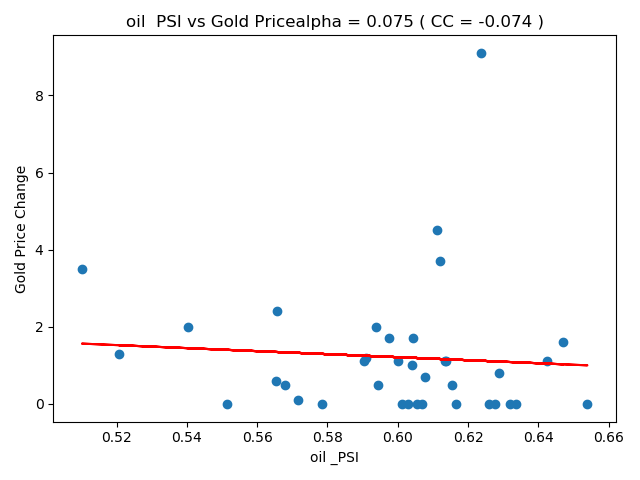 oil  PSI vs Gold Pricealpha = 0.075 ( CC = -0.074 )
Gold Price Change
8
6
4
2
0
0.52 0.54 0.56 0.58 0.60 0.62 0.64 0.66
oil _PSI